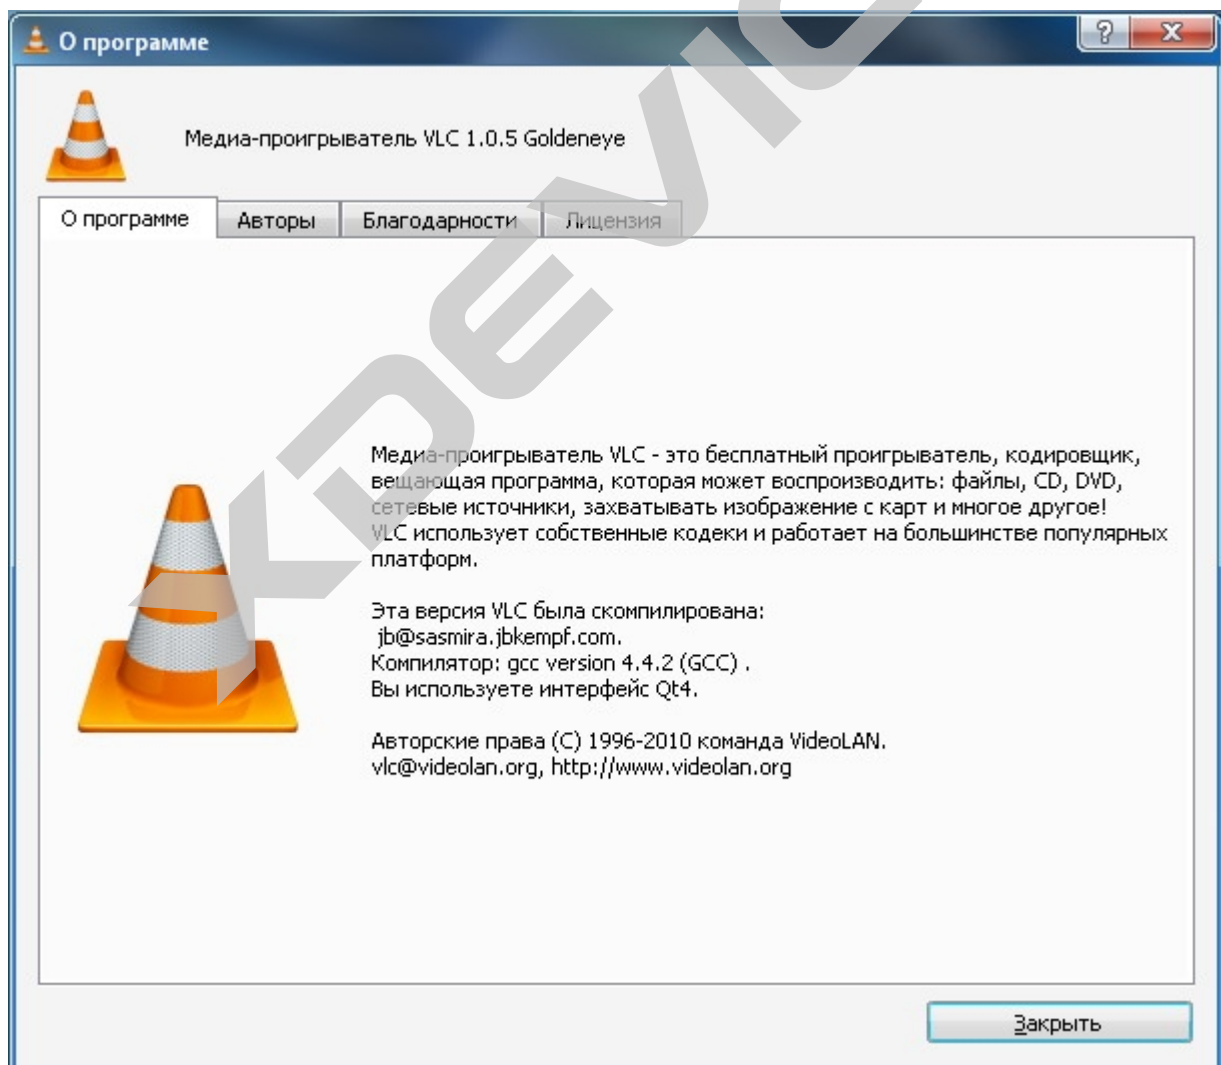 О программе
Медиа-проигрыватель VLC 1.0.5 Goldeneye
О программе Авторы Благодарности Лицензия
Медиа-проигрыватель VLC - это бесплатный проигрыватель, кодировщик,
вещающая программа, которая может воспроизводить: файлы, CD, DVD,
сетевые источники, захватывать изображение с карт и многое другое!
VLC использует собственные кодеки и работает на большинстве популярных
платформ.
Эта версия VLC была скомпилирована:
jb@sasmira.jbkempf.com.
Компилятор: gcc version 4.4.2 (GCC) .
Вы используете интерфейс Qt4.
Авторские права (C) 1996-2010 команда VideoLAN.
vlc@videolan.org, http://www.videolan.org
Закрыть
XDEVIC